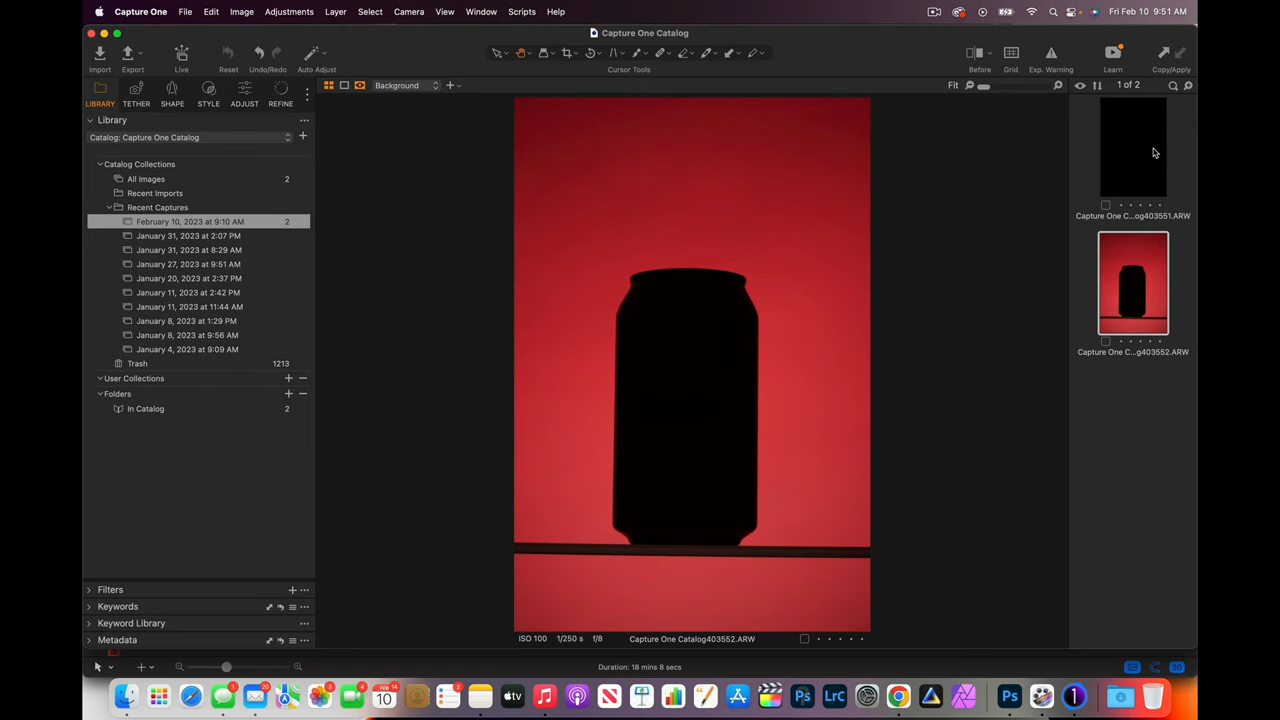 Capture One File Edit Image Adjustments Layer Select Camera View Window Scripts Help Fri Feb 10 9:51 AM
Capture One Catalog
Import Export Live Reset Undo/Redo Auto Adjust Cursor Tools Before Grid Exp. Warning Learn Copy/Apply
LIBRARY TETHER SHAPE STYLE ADJUST REFINE
Background
Fit
1 of 2
Library
Catalog: Capture One Catalog
Catalog Collections
All Images 2
Recent Imports
Recent Captures
February 10, 2023 at 9:10 AM 2
January 31, 2023 at 2:07 PM
January 31, 2023 at 8:29 AM
January 27, 2023 at 9:51 AM
January 20, 2023 at 2:37 PM
January 11, 2023 at 2:42 PM
January 11, 2023 at 11:44 AM
January 8, 2023 at 1:29 PM
January 8, 2023 at 9:56 AM
January 4, 2023 at 9:09 AM
Trash 1213
User Collections
Folders
In Catalog 2
Capture One C...og403551.ARW
Capture One C...g403552.ARW
Filters
Keywords
Keyword Library
Metadata
ISO 100 1/250 s f/8 Capture One Catalog403552.ARW
Duration: 18 mins 8 secs
FEB 14
10
tv
Ps
Lrc
Ps
1